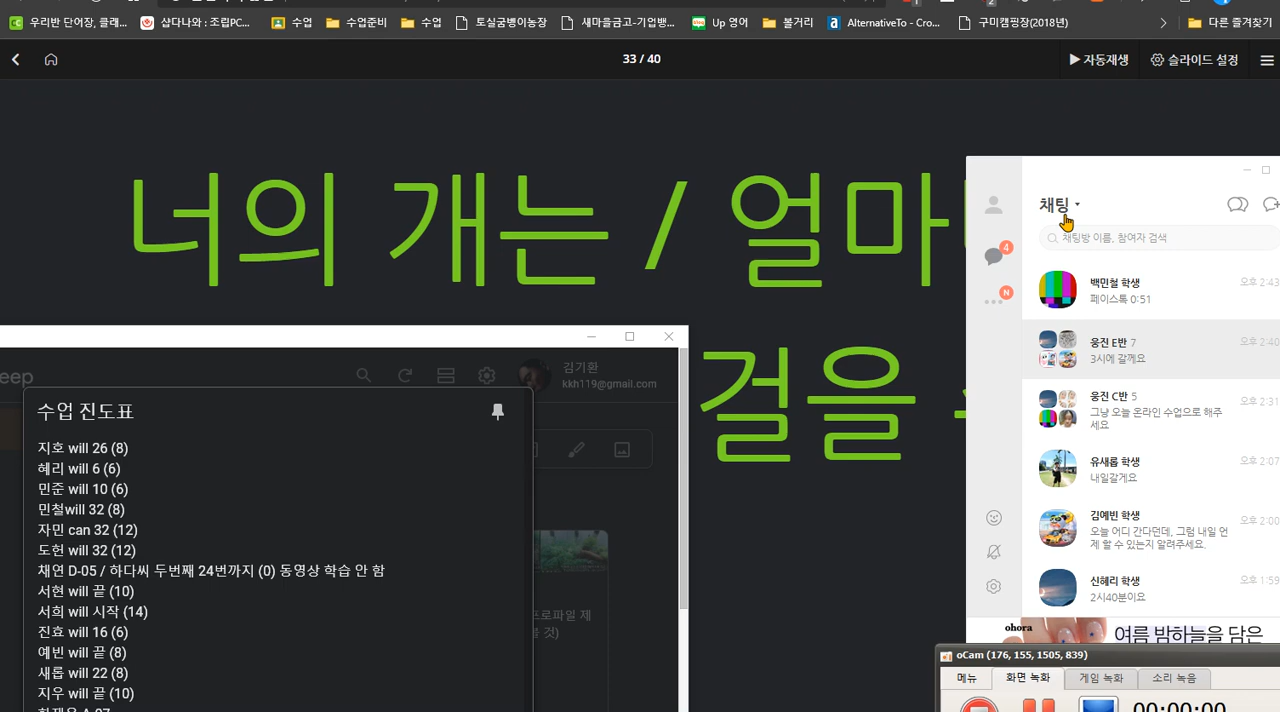 우리반 단어장, 클래...
샵다나와 : 조립PC...
수업
수업준비
수업
토실금병이농장
새마을금고-기업뱅...
Up 영어
볼거리
AlternativeTo - Cro...
구미캠핑장(2018년)
다른 즐겨찾기
33 / 40
자동재생
슬라이드 설정
너의 개는 / 얼마
걸을
eep
김기환
kkh119@gmail.com
수업 진도표
지호 will 26 (8)
혜리 will 6 (6)
민준 will 10 (6)
민철will 32 (8)
자민 can 32 (12)
도현 will 32 (12)
채연 D-05 / 하다씨 두번째 24번까지 (0) 동영상 학습 안 함
서현 will 끝 (10)
서희 will 시작 (14)
진효 will 16 (6)
예빈 will 끝 (8)
새롭 will 22 (8)
지우 will 끝 (10)
프로파일 재
을 것)
채팅
채팅방 이름, 참여자 검색
4
N
백민철 학생
오후 2:43
페이스톡 0:51
웅진 E반 7
오후 2:40
3시에 갈께요
웅진 C반 5
오후 2:31
그냥 오늘 온라인 수업으로 해주
세요
유새롭 학생
오후 2:07
내일갈게요
김예빈 학생
오후 2:00
오늘 어디 간다던데, 그럼 내일 언
제 할 수 있는지 알려주세요.
신혜리 학생
오후 1:59
2시40분이요
ohora
여름 밤하늘을 담은
oCam (176, 155, 1505, 839)
메뉴
화면 녹화
게임 녹화
소리 녹음
00:00:00